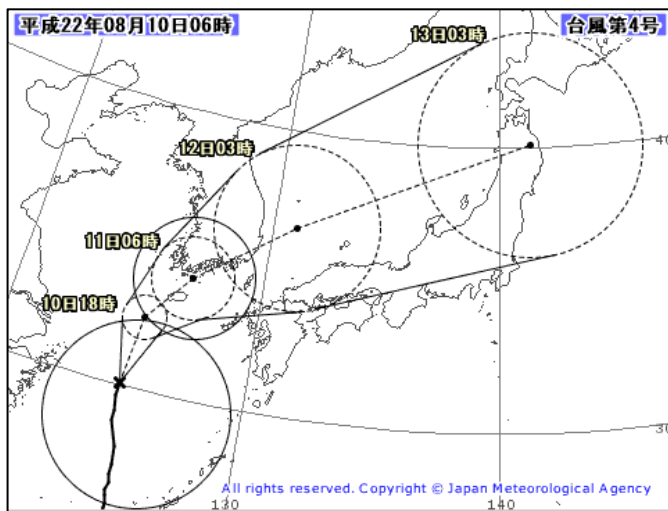 平成22年08月10日06時
台風第4号
13日03時
12日03時
11日06時
10日18時
40
30
130
140
All rights reserved. Copyright © Japan Meteorological Agency